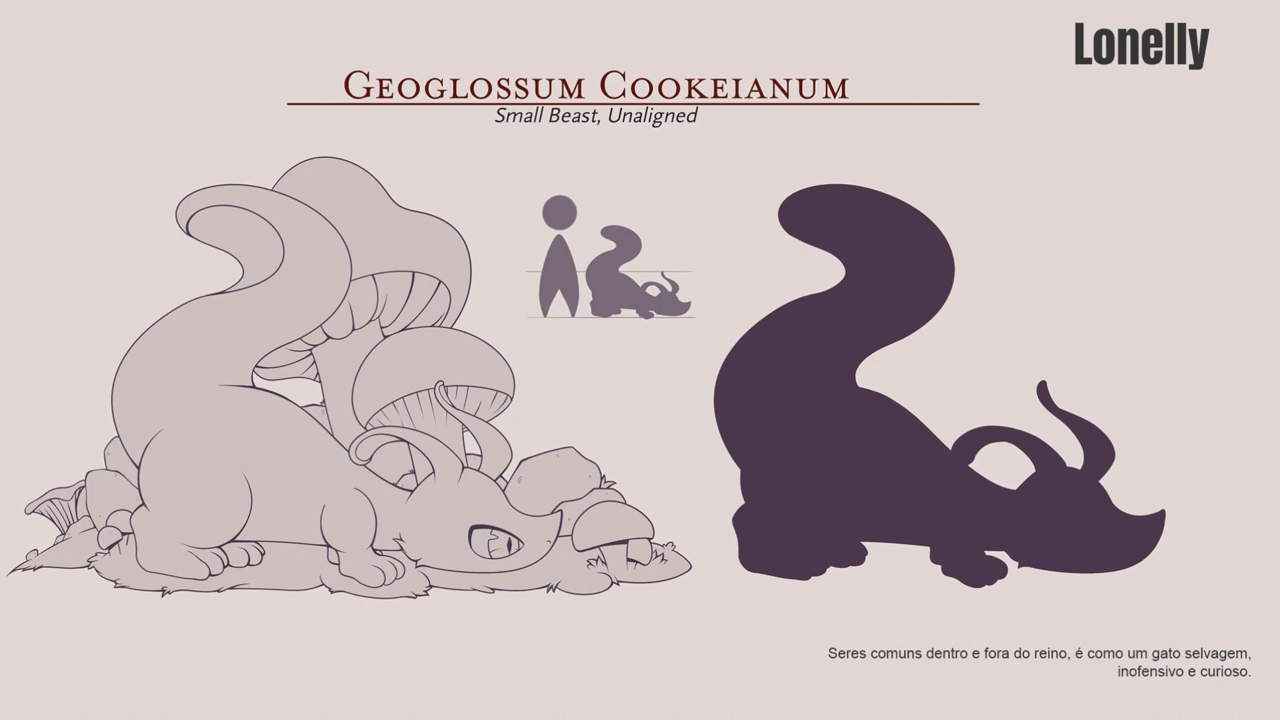 Lonelly
Geoglossum Cookeianum
Small Beast, Unaligned
Seres comuns dentro e fora do reino, é como um gato selvagem,
inofensivo e curioso.